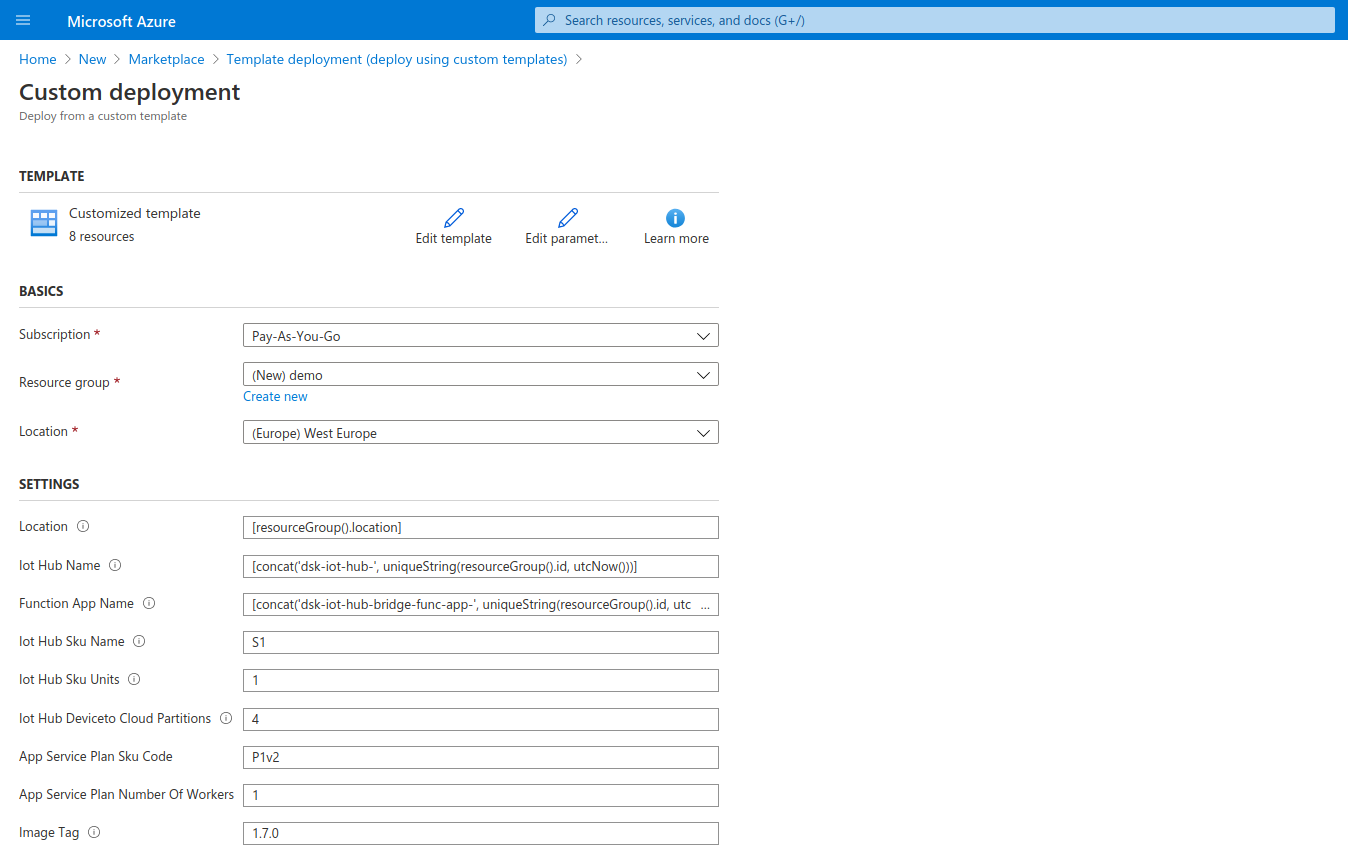 Microsoft Azure
Search resources, services, and docs (G+/)
Home > New > Marketplace > Template deployment (deploy using custom templates) >
Custom deployment
Deploy from a custom template
TEMPLATE
Customized template
8 resources
Edit template
Edit paramet...
Learn more
BASICS
Subscription *
Pay-As-You-Go
Resource group *
(New) demo
Create new
Location *
(Europe) West Europe
SETTINGS
Location
[resourceGroup().location]
Iot Hub Name
[concat('dsk-iot-hub-', uniqueString(resourceGroup().id, utcNow()))]
Function App Name
[concat('dsk-iot-hub-bridge-func-app-', uniqueString(resourceGroup().id, utc ...
Iot Hub Sku Name
S1
Iot Hub Sku Units
1
Iot Hub Deviceto Cloud Partitions
4
App Service Plan Sku Code
P1v2
App Service Plan Number Of Workers
1
Image Tag
1.7.0